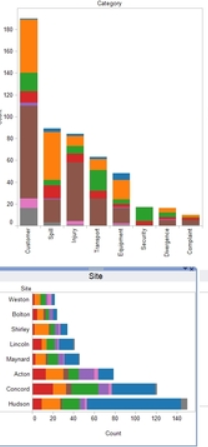 Category
180
160
140
120
100
80
60
40
20
0
Customer
Spill
Injury
Transport
Equipment
Security
Divergence
Complaint
Site
Site
Weston
Bolton
Shirley
Lincoln
Maynard
Acton
Concord
Hudson
0 20 40 60 80 100 120 140
Count